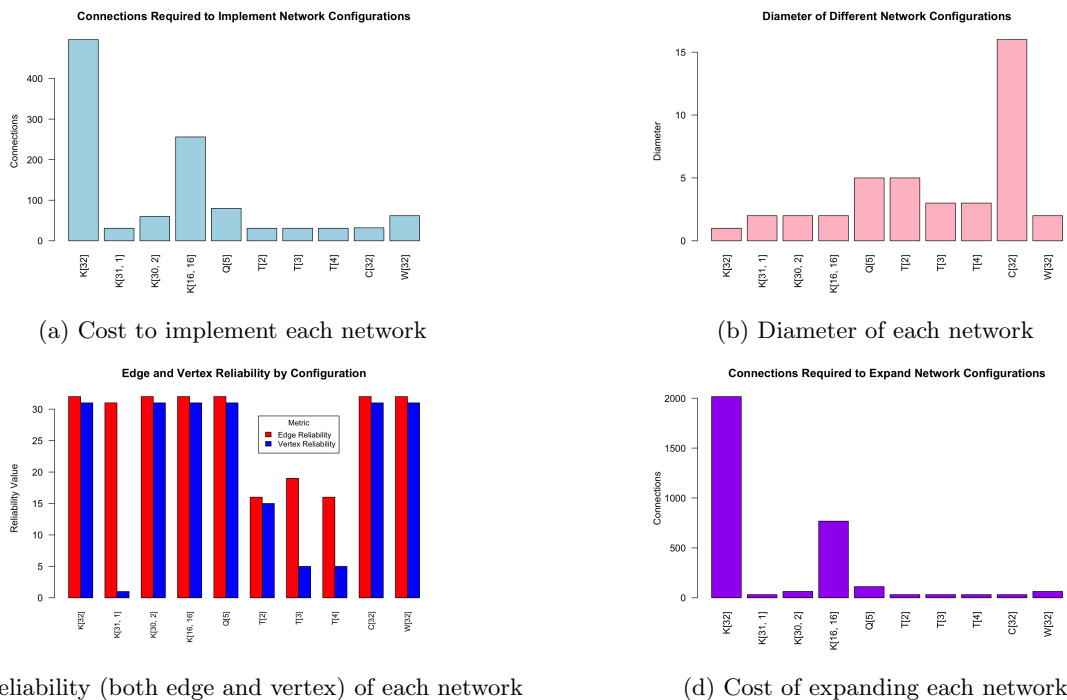 Connections Required to Implement Network Configurations
Connections
400
300
200
100
0
K[32]
K[31, 1]
K[30, 2]
K[16, 16]
Q[5]
T[2]
T[3]
T[4]
C[32]
W[32]
(a) Cost to implement each network
Diameter of Different Network Configurations
Diameter
15
10
5
0
K[32]
K[31, 1]
K[30, 2]
K[16, 16]
Q[5]
T[2]
T[3]
T[4]
C[32]
W[32]
(b) Diameter of each network
Edge and Vertex Reliability by Configuration
Reliability Value
30
25
20
15
10
5
0
Metric
Edge Reliability
Vertex Reliability
K[32]
K[31, 1]
K[30, 2]
K[16, 16]
Q[5]
T[2]
T[3]
T[4]
C[32]
W[32]
eliability (both edge and vertex) of each network
Connections Required to Expand Network Configurations
Connections
2000
1500
1000
500
0
K[32]
K[31, 1]
K[30, 2]
K[16, 16]
Q[5]
T[2]
T[3]
T[4]
C[32]
W[32]
(d) Cost of expanding each network